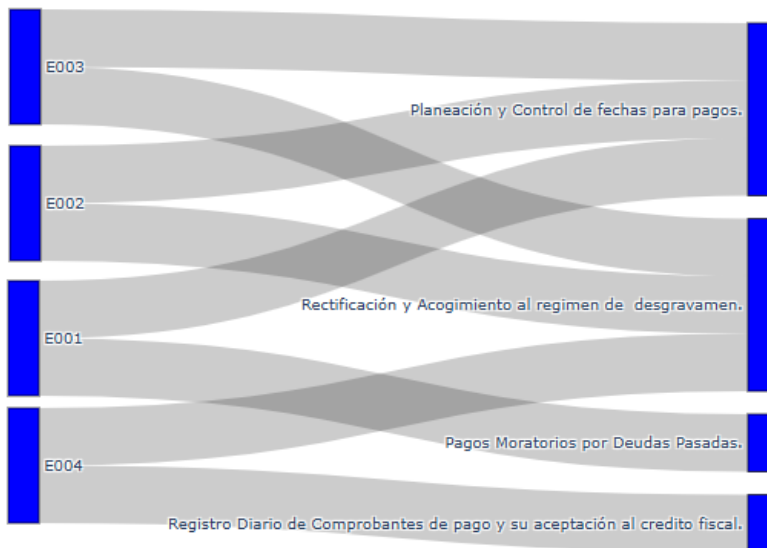 E003
Planeación y Control de fechas para pagos.
E002
Rectificación y Acogimiento al regimen de desgravamen.
E001
Pagos Moratorios por Deudas Pasadas.
E004
Registro Diario de Comprobantes de pago y su aceptación al credito fiscal.